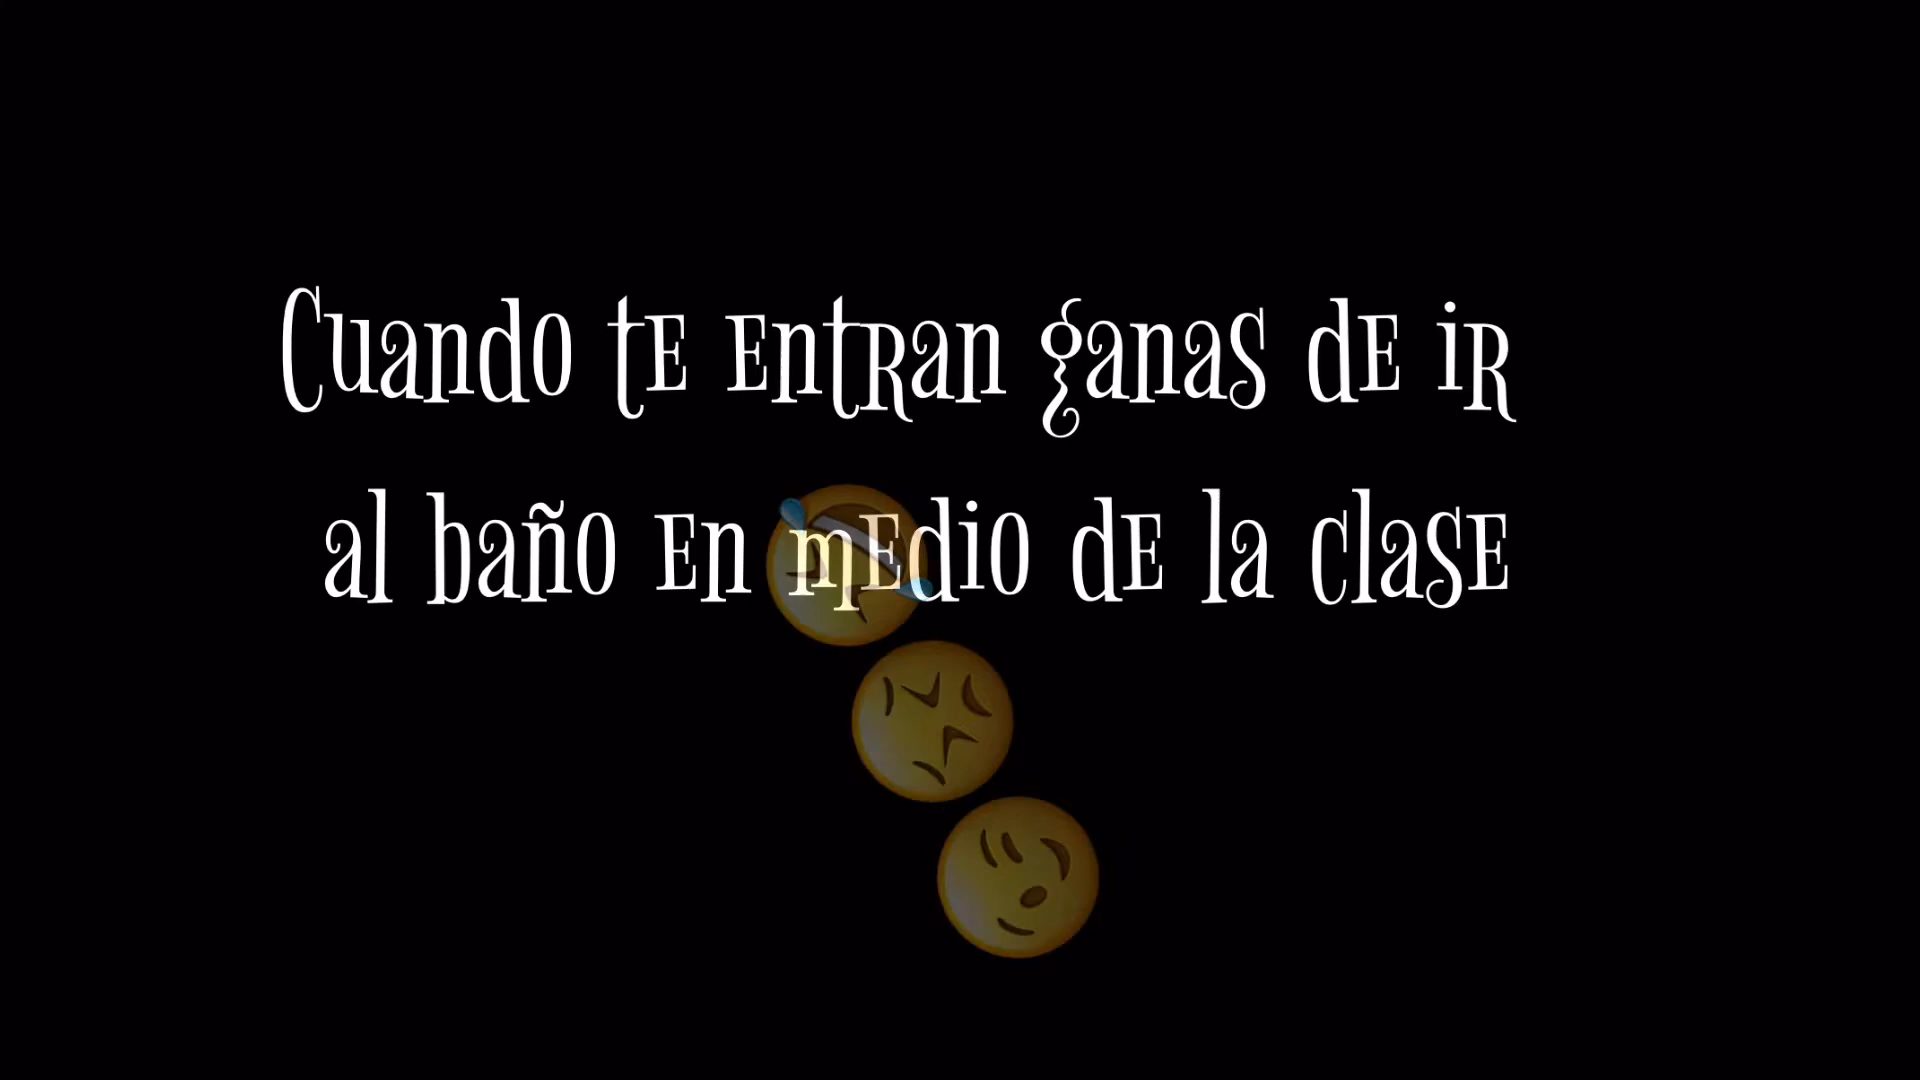 Cuando te entran ganas de ir
al baño en medio de la clase